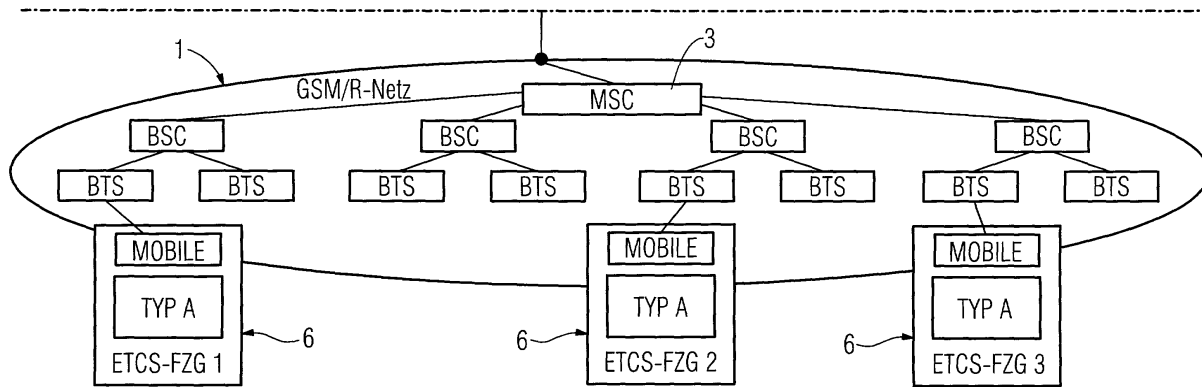 1
3
GSM/R-Netz
MSC
BSC
BSC
BSC
BSC
BTS
BTS
BTS
BTS
BTS
BTS
BTS
BTS
MOBILE
MOBILE
MOBILE
TYP A
TYP A
TYP A
6
6
6
ETCS-FZG 1
ETCS-FZG 2
ETCS-FZG 3